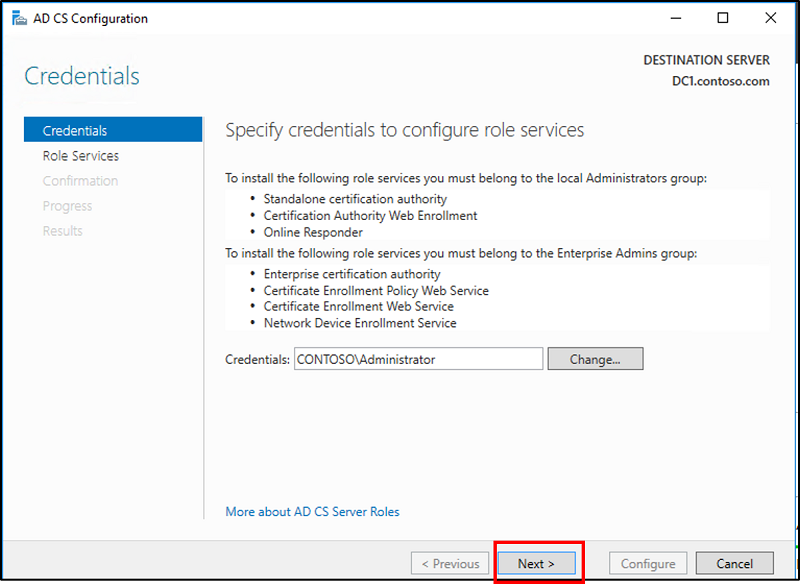 AD CS Configuration
Credentials
DESTINATION SERVER
DC1.contoso.com
Credentials
Role Services
Confirmation
Progress
Results
Specify credentials to configure role services
To install the following role services you must belong to the local Administrators group:
• Standalone certification authority
• Certification Authority Web Enrollment
• Online Responder
To install the following role services you must belong to the Enterprise Admins group:
• Enterprise certification authority
• Certificate Enrollment Policy Web Service
• Certificate Enrollment Web Service
• Network Device Enrollment Service
Credentials: CONTOSO\Administrator Change...
More about AD CS Server Roles
< Previous Next > Configure Cancel